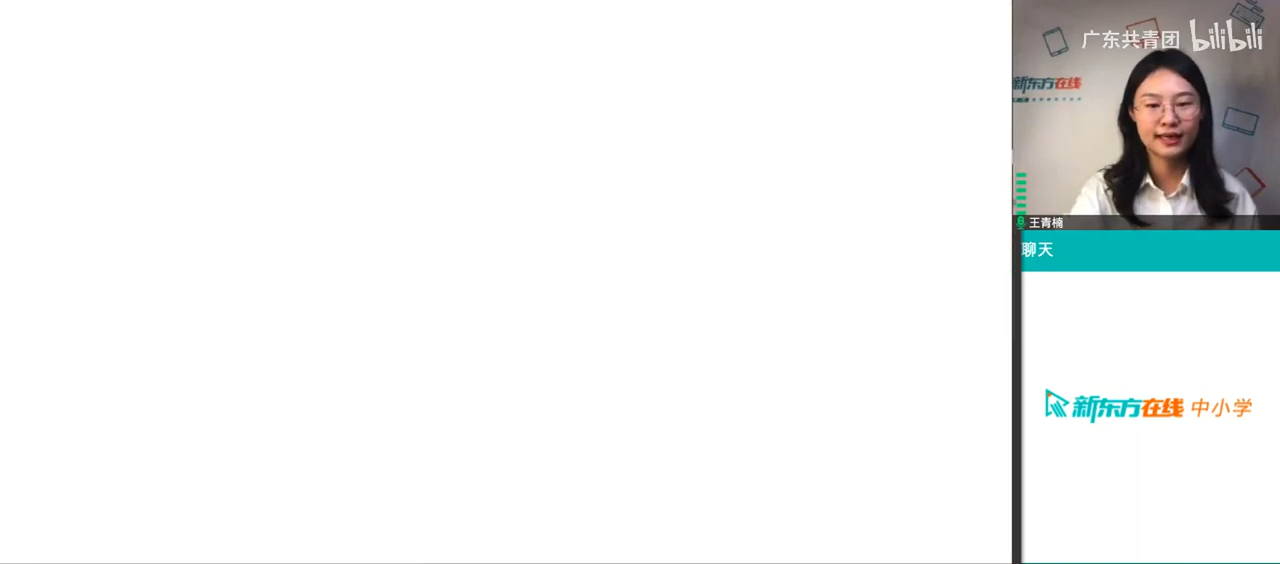 广东共青团 bilibili
新东方在线
王青楠
聊天
新东方在线 中小学